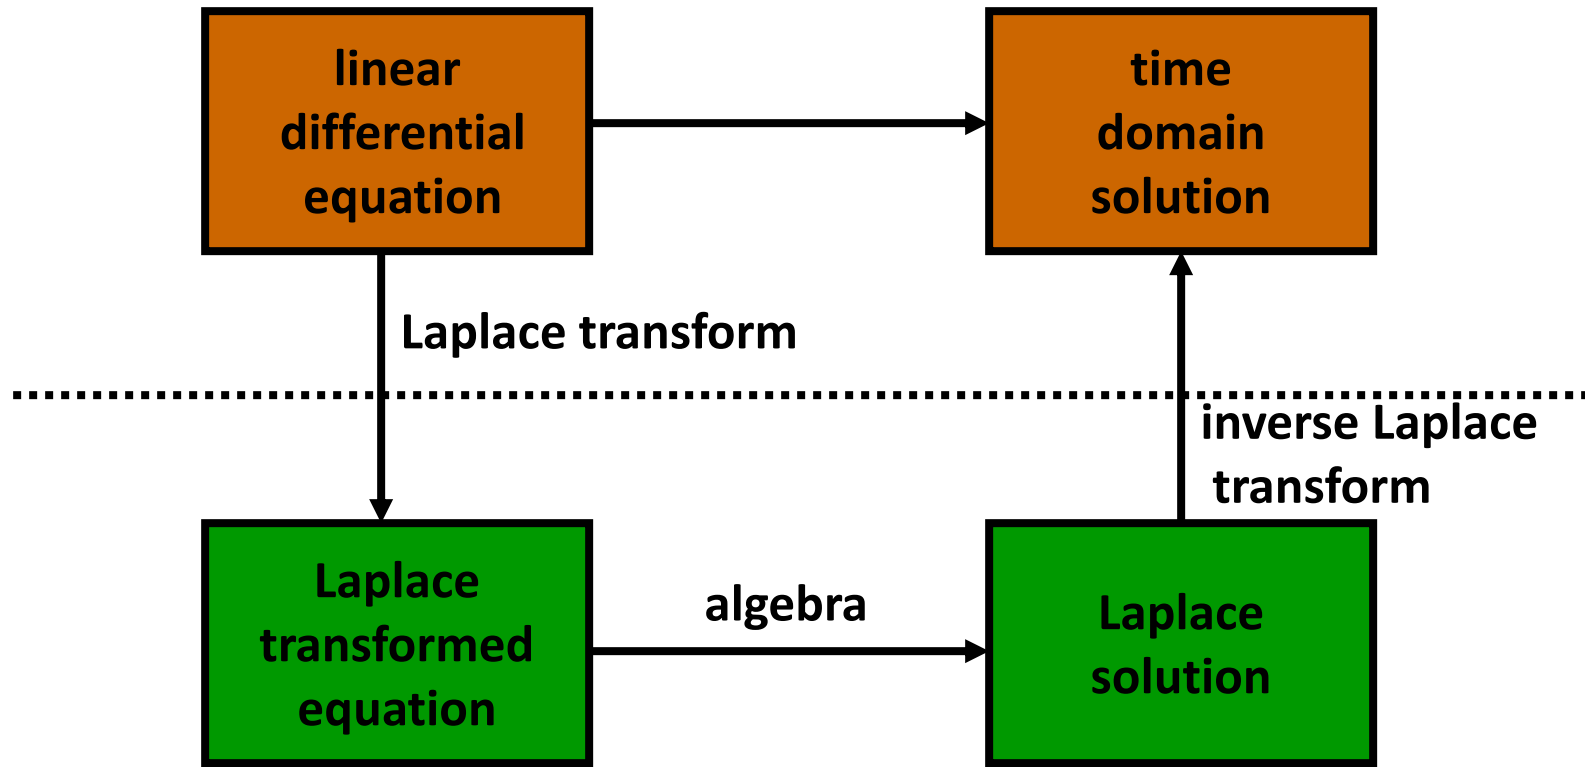 linear
differential
equation
time
domain
solution
Laplace transform
inverse Laplace
transform
Laplace
transformed
equation
algebra
Laplace
solution